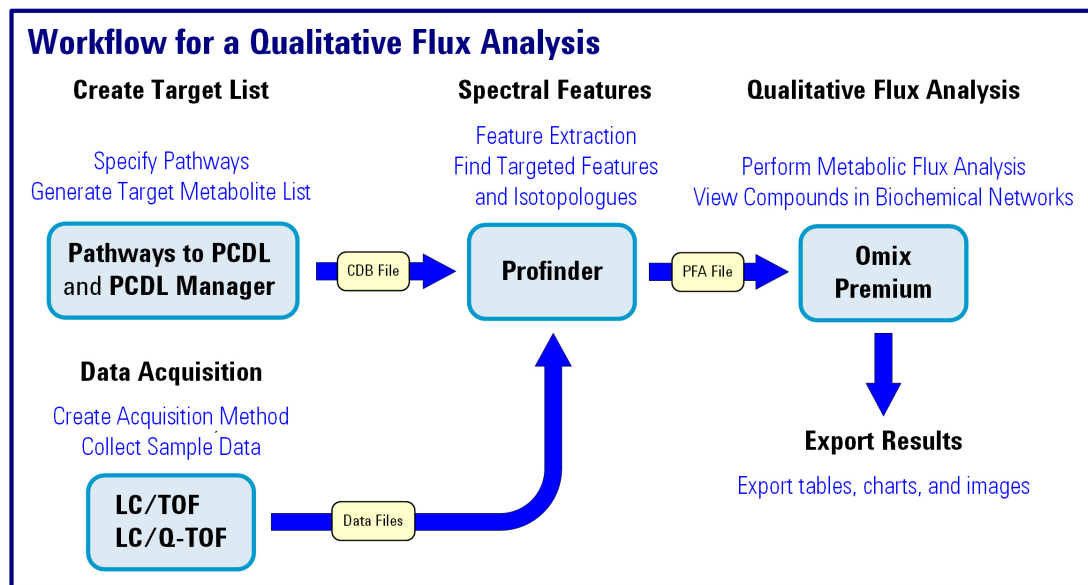 Workflow for a Qualitative Flux Analysis
Create Target List
Specify Pathways
Generate Target Metabolite List
Pathways to PCDL
and PCDL Manager
CDB File
Spectral Features
Feature Extraction
Find Targeted Features
and Isotopologues
Profinder
PFA File
Qualitative Flux Analysis
Perform Metabolic Flux Analysis
View Compounds in Biochemical Networks
Omix
Premium
Data Acquisition
Create Acquisition Method
Collect Sample Data
LC/TOF
LC/Q-TOF
Data Files
Export Results
Export tables, charts, and images